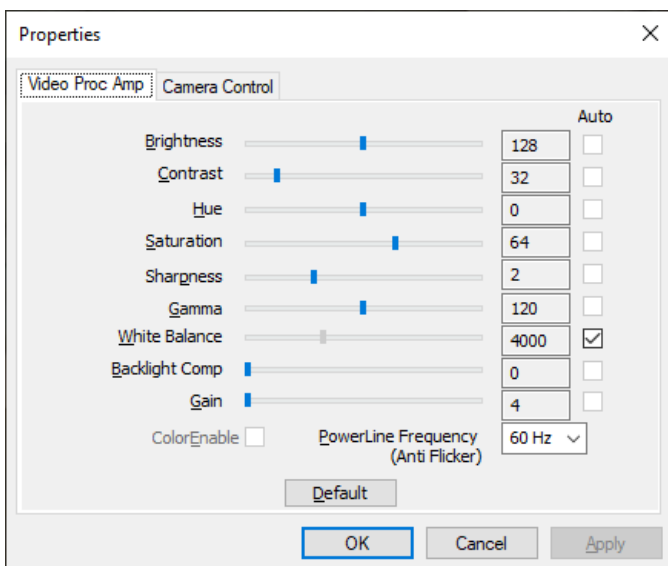 Properties
Video Proc Amp Camera Control
Auto
Brightness 128
Contrast 32
Hue 0
Saturation 64
Sharpness 2
Gamma 120
White Balance 4000
Backlight Comp 0
Gain 4
ColorEnable PowerLine Frequency 60 Hz
(Anti Flicker)
Default
OK Cancel Apply